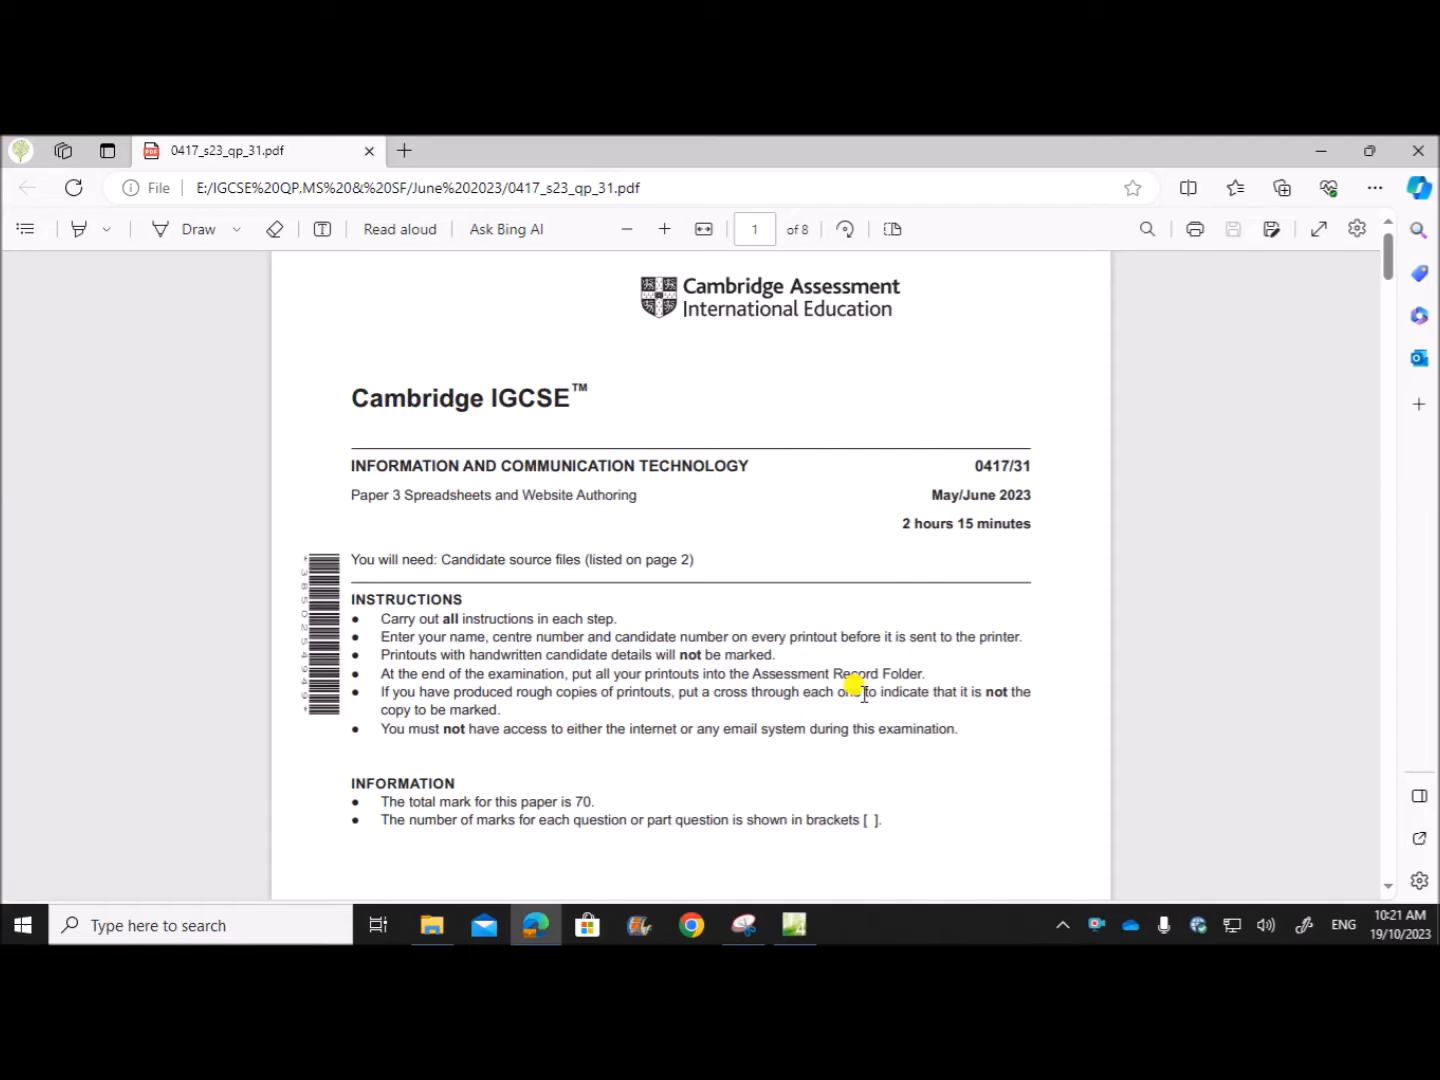 0417_s23_qp_31.pdf
File E:/IGCSE%20QP,MS%20&%20SF/June%202023/0417_s23_qp_31.pdf
Draw Read aloud Ask Bing AI 1 of 8
Cambridge Assessment
International Education
Cambridge IGCSE™
INFORMATION AND COMMUNICATION TECHNOLOGY 0417/31
Paper 3 Spreadsheets and Website Authoring May/June 2023
2 hours 15 minutes
You will need: Candidate source files (listed on page 2)
INSTRUCTIONS
● Carry out all instructions in each step.
● Enter your name, centre number and candidate number on every printout before it is sent to the printer.
● Printouts with handwritten candidate details will not be marked.
● At the end of the examination, put all your printouts into the Assessment Record Folder.
● If you have produced rough copies of printouts, put a cross through each one to indicate that it is not the
copy to be marked.
● You must not have access to either the internet or any email system during this examination.
INFORMATION
● The total mark for this paper is 70.
● The number of marks for each question or part question is shown in brackets [ ].
Type here to search
ENG
10:21 AM
19/10/2023